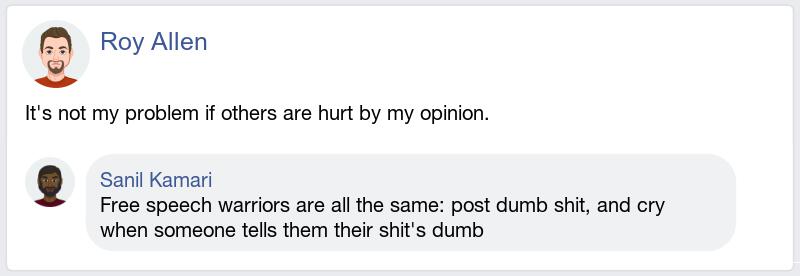 Roy Allen
It's not my problem if others are hurt by my opinion.
Sanil Kamari
Free speech warriors are all the same: post dumb shit, and cry
when someone tells them their shit's dumb